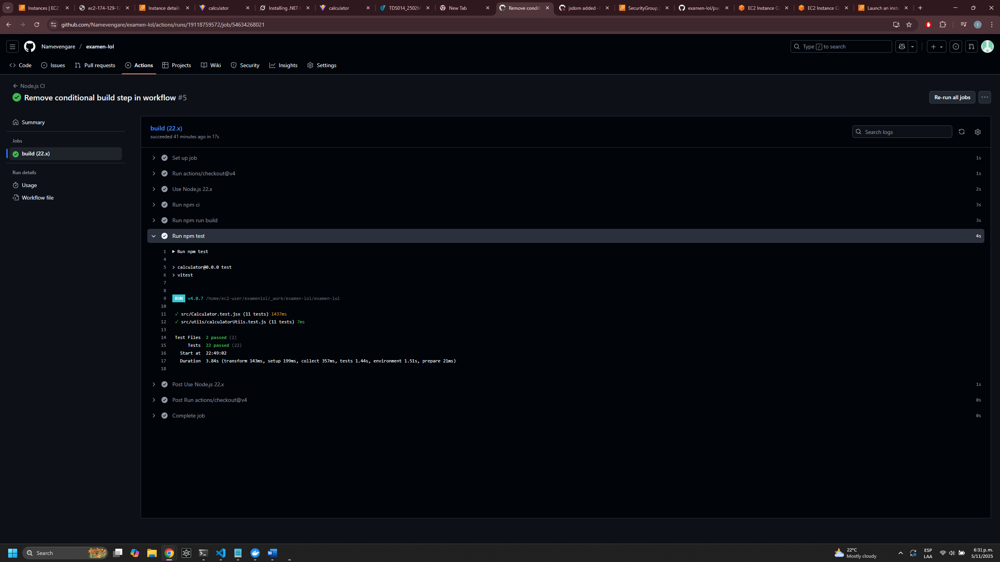 Instances | EC2
ec2-174-129-12
Instance details
calculator
Installing .NET 6
calculator
TDS014_2502M
New Tab
Remove conditi
jsdom added ·
SecurityGroup |
examen-lol/pac
EC2 Instance Co
EC2 Instance Co
Launch an insta
github.com/Namevengare/examen-lol/actions/runs/19118759572/job/54634268021
t
Namevengare / examen-lol
Type / to search
Code
Issues
Pull requests
Actions
Projects
Wiki
Security
Insights
Settings
Node.js CI
Remove conditional build step in workflow #5
Re-run all jobs
Summary
Jobs
build (22.x)
Run details
Usage
Workflow file
build (22.x)
succeeded 41 minutes ago in 17s
Search logs
Set up job 1s
Run actions/checkout@v4 1s
Use Node.js 22.x 2s
Run npm ci 3s
Run npm run build 3s
Run npm test 4s
1 Run npm test
4
5 > calculator@0.0.0 test
6 > vitest
7
8
9 RUN v4.0.7 /home/ec2-user/examenlol/_work/examen-lol/examen-lol
10
11 ✓ src/Calculator.test.jsx (11 tests) 1437ms
12 ✓ src/utils/calculatorUtils.test.js (11 tests) 7ms
13
14 Test Files 2 passed (2)
15 Tests 22 passed (22)
16 Start at 22:49:02
17 Duration 3.84s (transform 143ms, setup 199ms, collect 357ms, tests 1.44s, environment 1.51s, prepare 21ms)
18
Post Use Node.js 22.x 1s
Post Run actions/checkout@v4 0s
Complete job 0s
Search
22°C
Mostly cloudy
ESP
LAA
6:31 p. m.
5/11/2025